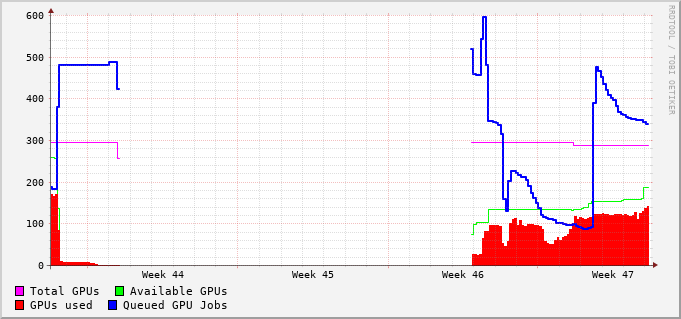 600
500
400
300
200
100
0
Week 44 Week 45 Week 46 Week 47
Total GPUs Available GPUs
GPUs used Queued GPU Jobs
RRDTOOL / TOBI OETIKER